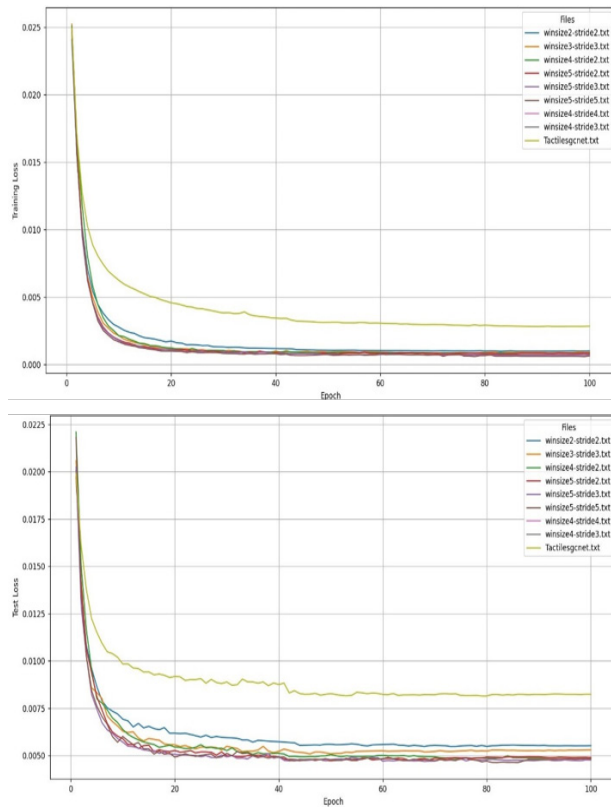 0.025
0.020
0.015
0.010
0.005
0.000
Training Loss
0
20
40
60
80
100
Epoch
Files
winsize2-stride2.txt
winsize3-stride3.txt
winsize4-stride2.txt
winsize5-stride2.txt
winsize5-stride3.txt
winsize5-stride5.txt
winsize4-stride4.txt
winsize4-stride3.txt
Tactilesgcnet.txt
0.0225
0.0200
0.0175
0.0150
0.0125
0.0100
0.0075
0.0050
Test Loss
0
20
40
60
80
100
Epoch
Files
winsize2-stride2.txt
winsize3-stride3.txt
winsize4-stride2.txt
winsize5-stride2.txt
winsize5-stride3.txt
winsize5-stride5.txt
winsize4-stride4.txt
winsize4-stride3.txt
Tactilesgcnet.txt